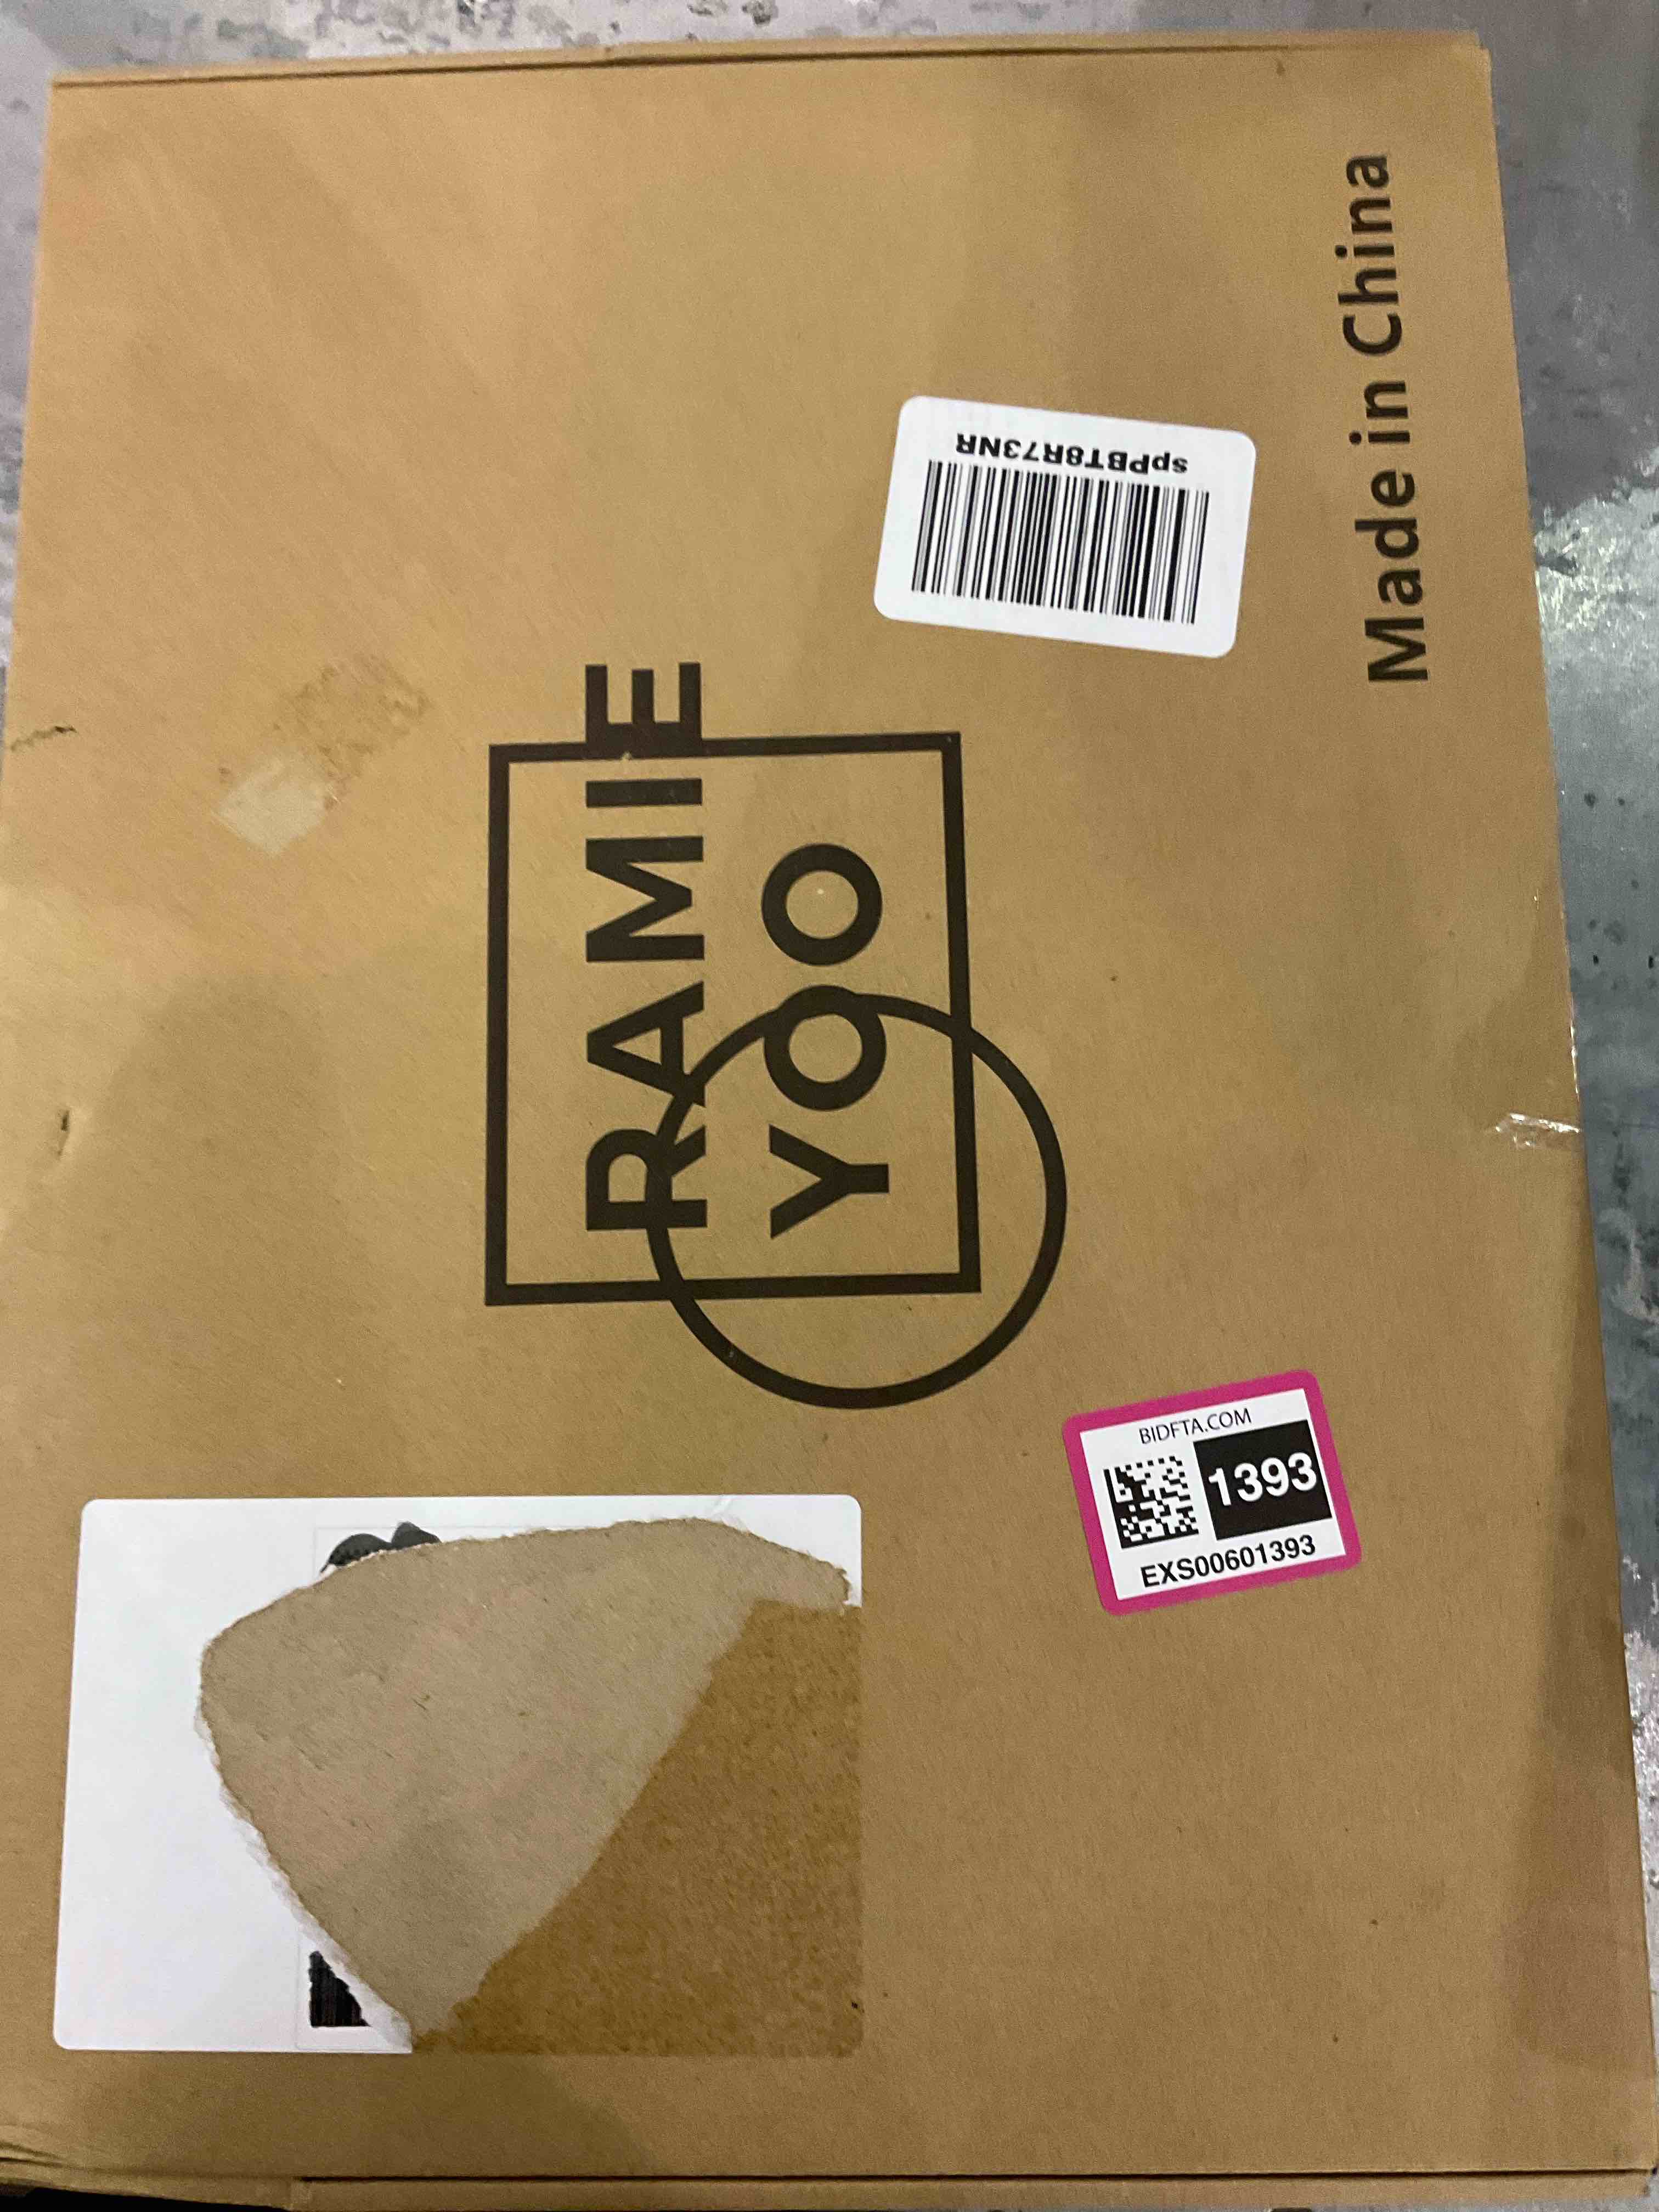 RAMIE
YOO
Made in China
spPBT8R73NR
BIDFTA.COM
1393
EXS00601393